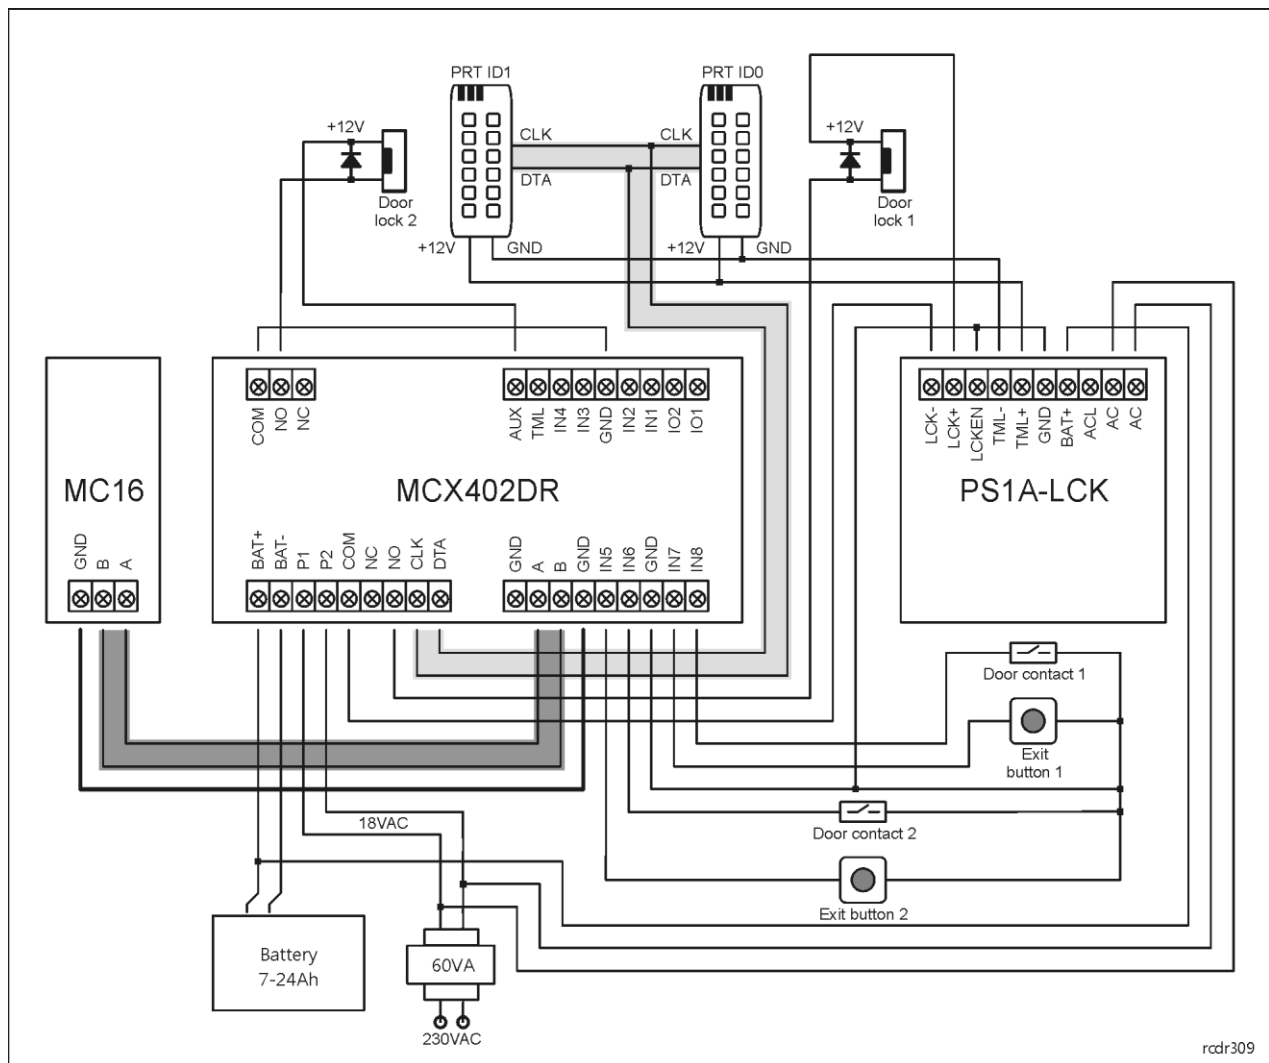 PRT ID1
PRT ID0
+12V
CLK
CLK
+12V
DTA
DTA
Door
lock 2
Door
lock 1
+12V
GND
+12V
GND
COM
NO
NC
AUX
TML
IN4
IN3
GND
IN2
IN1
IO2
IO1
LCK-
LCK+
LCKEN
TML-
TML+
GND
BAT+
ACL
AC
AC
MC16
MCX402DR
PS1A-LCK
GND
B
A
BAT+
BAT-
P1
P2
COM
NC
NO
CLK
DTA
GND
A
B
GND
IN5
IN6
GND
IN7
IN8
Door contact 1
Exit
button 1
18VAC
Door contact 2
Exit button 2
Battery
7-24Ah
60VA
230VAC
rcdr309